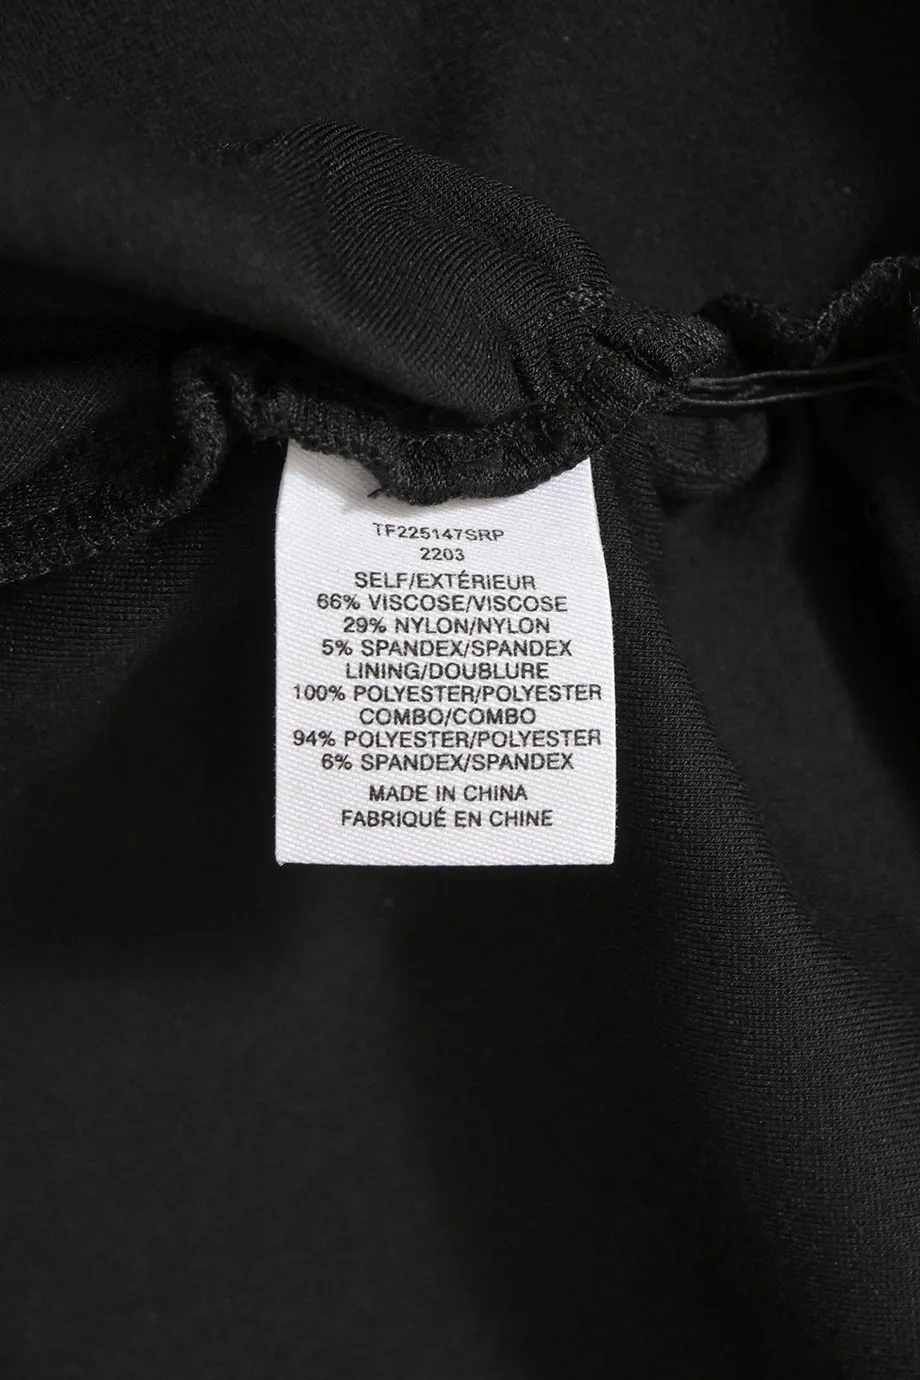 TF225147SRP
2203
SELF/EXTÉRIEUR
66% VISCOSE/VISCOSE
29% NYLON/NYLON
5% SPANDEX/SPANDEX
LINING/DOUBLURE
100% POLYESTER/POLYESTER
COMBO/COMBO
94% POLYESTER/POLYESTER
6% SPANDEX/SPANDEX
MADE IN CHINA
FABRIQUÉ EN CHINE